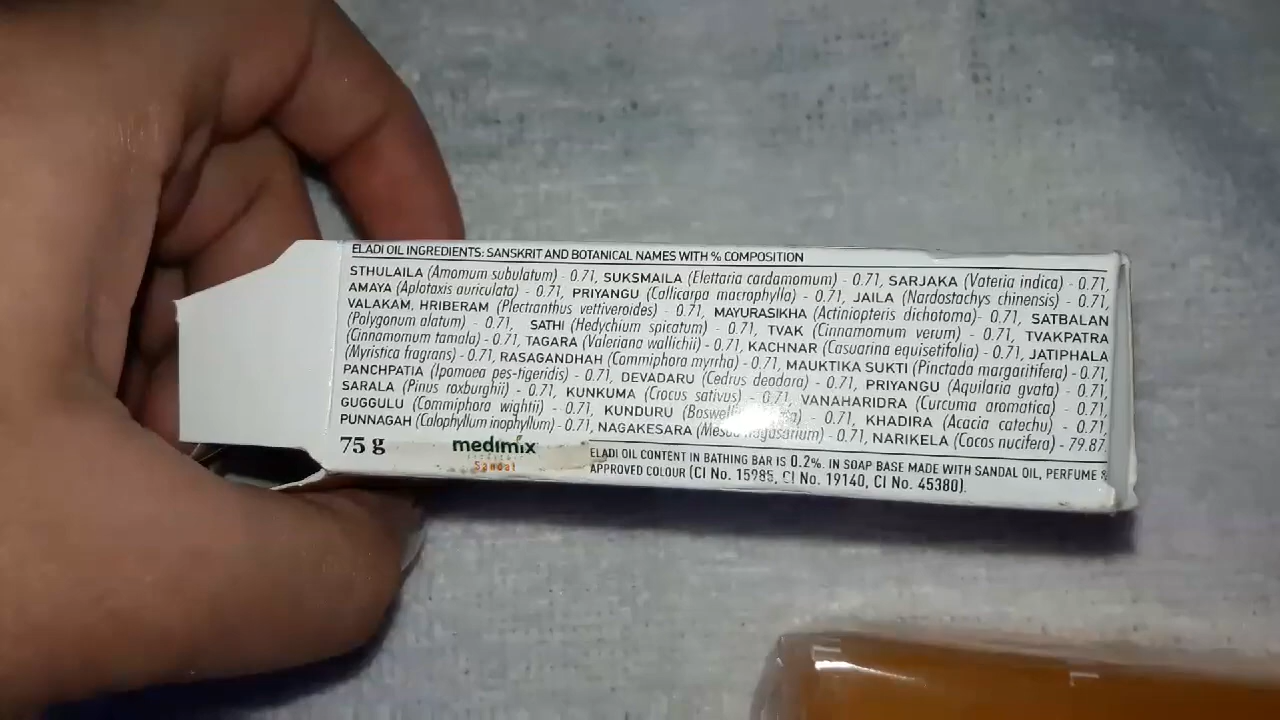 ELADI OIL INGREDIENTS: SANSKRIT AND BOTANICAL NAMES WITH % COMPOSITION
STHULAILA (Amomum subulatum) - 0.71, SUKSMAILA (Elettaria cardamomum) - 0.71, SARJAKA (Vateria indica) - 0.71,
AMAYA (Aplotaxis auriculata) - 0.71, PRIYANGU (Callicarpa macrophylla) - 0.71, JAILA (Nardostachys chinensis) - 0.71,
VALAKAM, HRIBERAM (Plectranthus vettiveroides) - 0.71, MAYURASIKHA (Actiniopteris dichotoma) - 0.71, SATBALAN
(Polygonum alatum) - 0.71, SATHI (Hedychium spicatum) - 0.71, TVAK (Cinnamomum verum) - 0.71, TVAKPATRA
(Cinnamomum tamala) - 0.71, TAGARA (Valeriana wallichii) - 0.71, KACHNAR (Casuarina equisetifolia) - 0.71, JATIPHALA
(Myristica fragrans) - 0.71, RASAGANDHAH (Commiphora myrrha) - 0.71, MAUKTIKA SUKTI (Pinctada margaritifera) - 0.71,
PANCHPATIA (Ipomaea pes-tigeridis) - 0.71, DEVADARU (Cedrus deodara) - 0.71, PRIYANGU (Aquilaria gvata) - 0.71,
SARALA (Pinus roxburghii) - 0.71, KUNKUMA (Crocus sativus) - 0.71, VANAHARIDRA (Curcuma aromatica) - 0.71,
GUGGULU (Commiphora wightii) - 0.71, KUNDURU - 0.71, KHADIRA (Acacia catechu) - 0.71,
PUNNAGAH (Calophyllum inophyllum) - 0.71, NAGAKESARA - 0.71, NARIKELA (Cocos nucifera) - 79.87
75 g medimix
Sandal
ELADI OIL CONTENT IN BATHING BAR IS 0.2%. IN SOAP BASE MADE WITH SANDAL OIL, PERFUME &
APPROVED COLOUR (CI No. 15985, CI No. 19140, CI No. 45380).